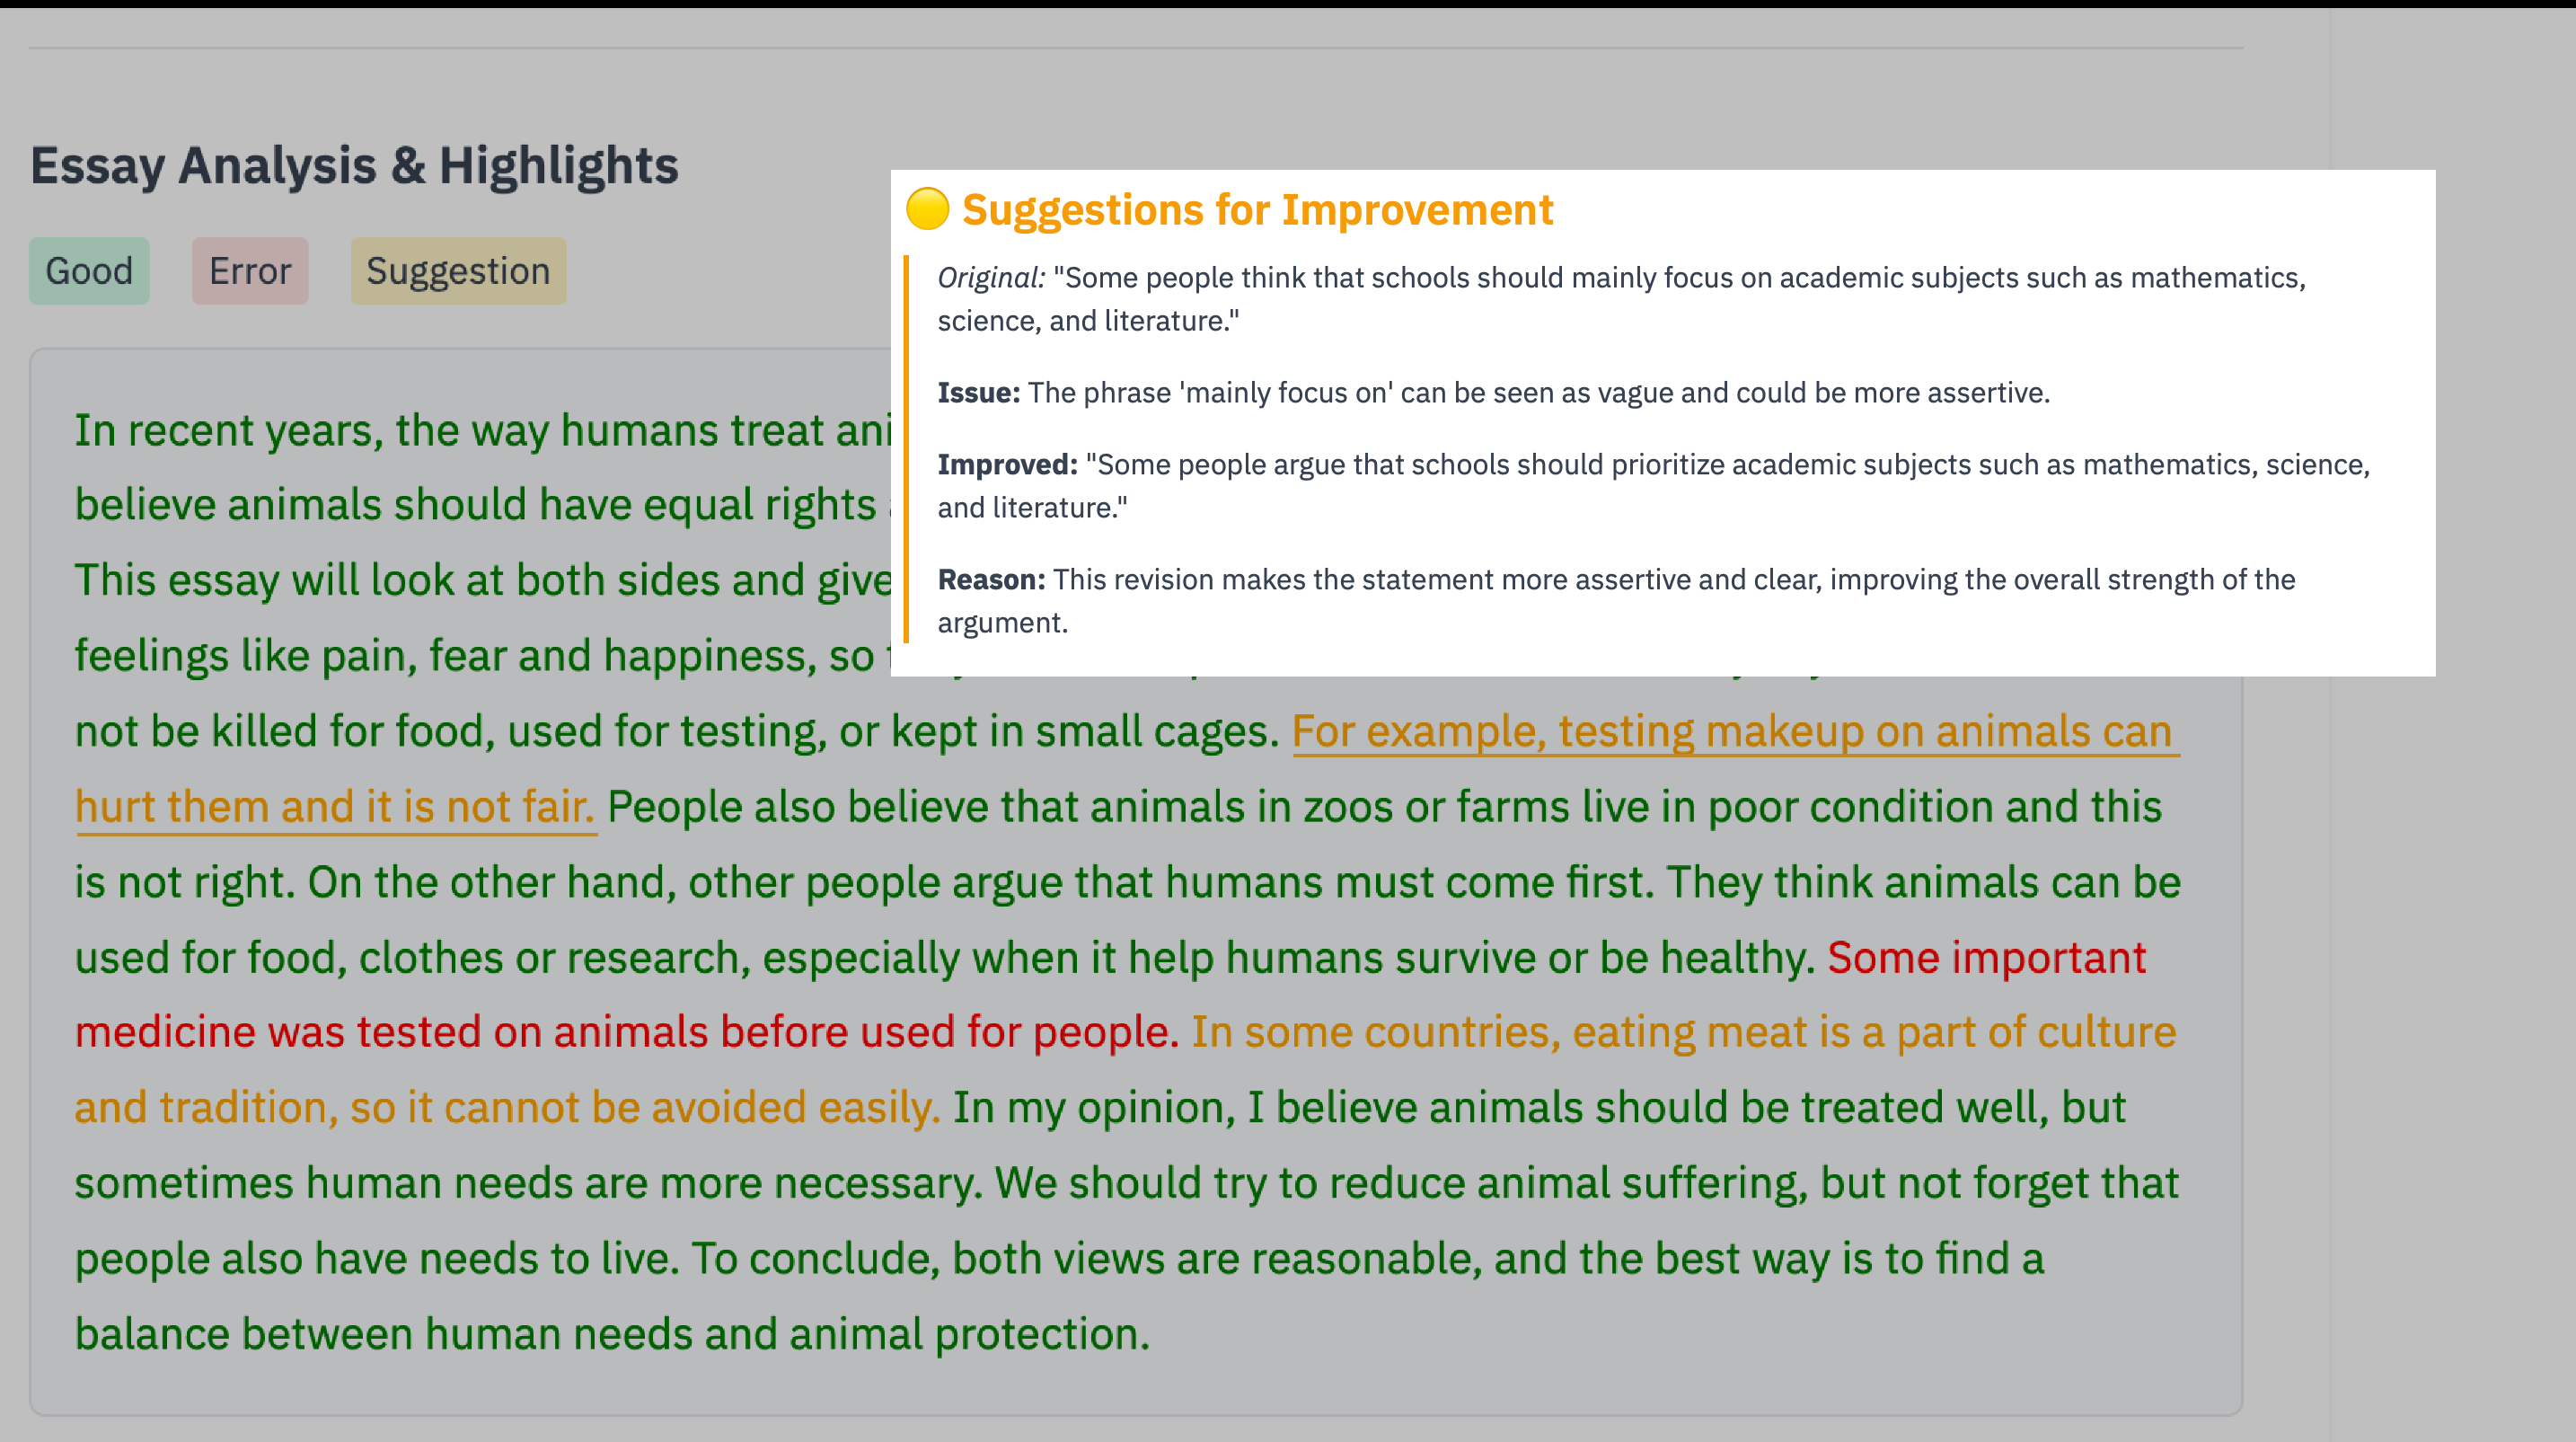 Essay Analysis & Highlights
Good Error Suggestion
Suggestions for Improvement
Original: "Some people think that schools should mainly focus on academic subjects such as mathematics,
science, and literature."
Issue: The phrase 'mainly focus on' can be seen as vague and could be more assertive.
Improved: "Some people argue that schools should prioritize academic subjects such as mathematics, science,
and literature."
Reason: This revision makes the statement more assertive and clear, improving the overall strength of the
argument.
In recent years, the way humans treat
believe animals should have equal rights
This essay will look at both sides and give
feelings like pain, fear and happiness, so
not be killed for food, used for testing, or kept in small cages. For example, testing makeup on animals can
hurt them and it is not fair. People also believe that animals in zoos or farms live in poor condition and this
is not right. On the other hand, other people argue that humans must come first. They think animals can be
used for food, clothes or research, especially when it help humans survive or be healthy. Some important
medicine was tested on animals before used for people. In some countries, eating meat is a part of culture
and tradition, so it cannot be avoided easily. In my opinion, I believe animals should be treated well, but
sometimes human needs are more necessary. We should try to reduce animal suffering, but not forget that
people also have needs to live. To conclude, both views are reasonable, and the best way is to find a
balance between human needs and animal protection.